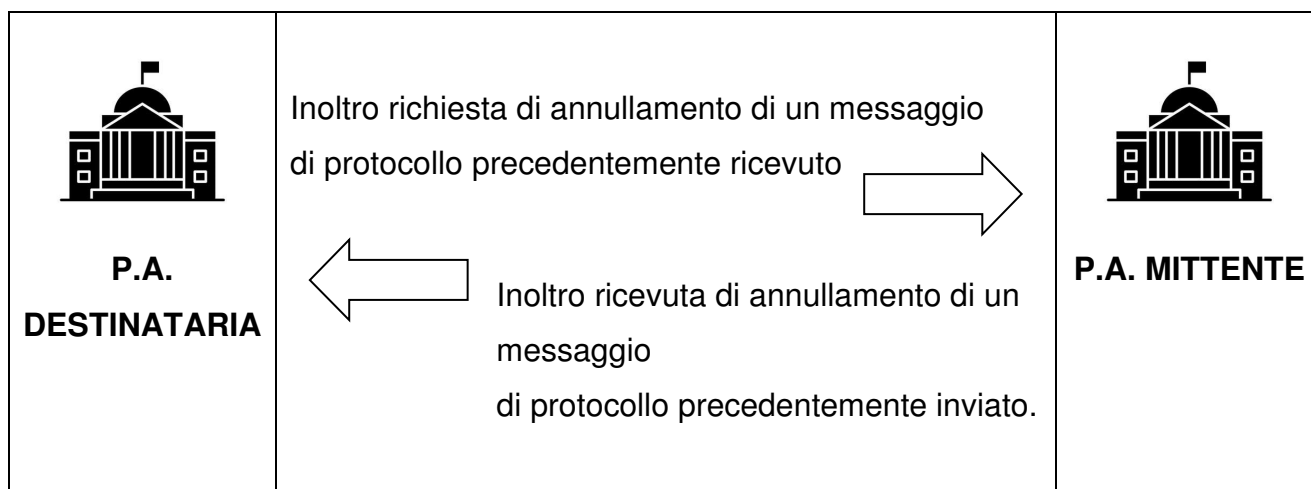 P.A.
DESTINATARIA
Inoltro richiesta di annullamento di un messaggio
di protocollo precedentemente ricevuto
Inoltro ricevuta di annullamento di un
messaggio
di protocollo precedentemente inviato.
P.A. MITTENTE